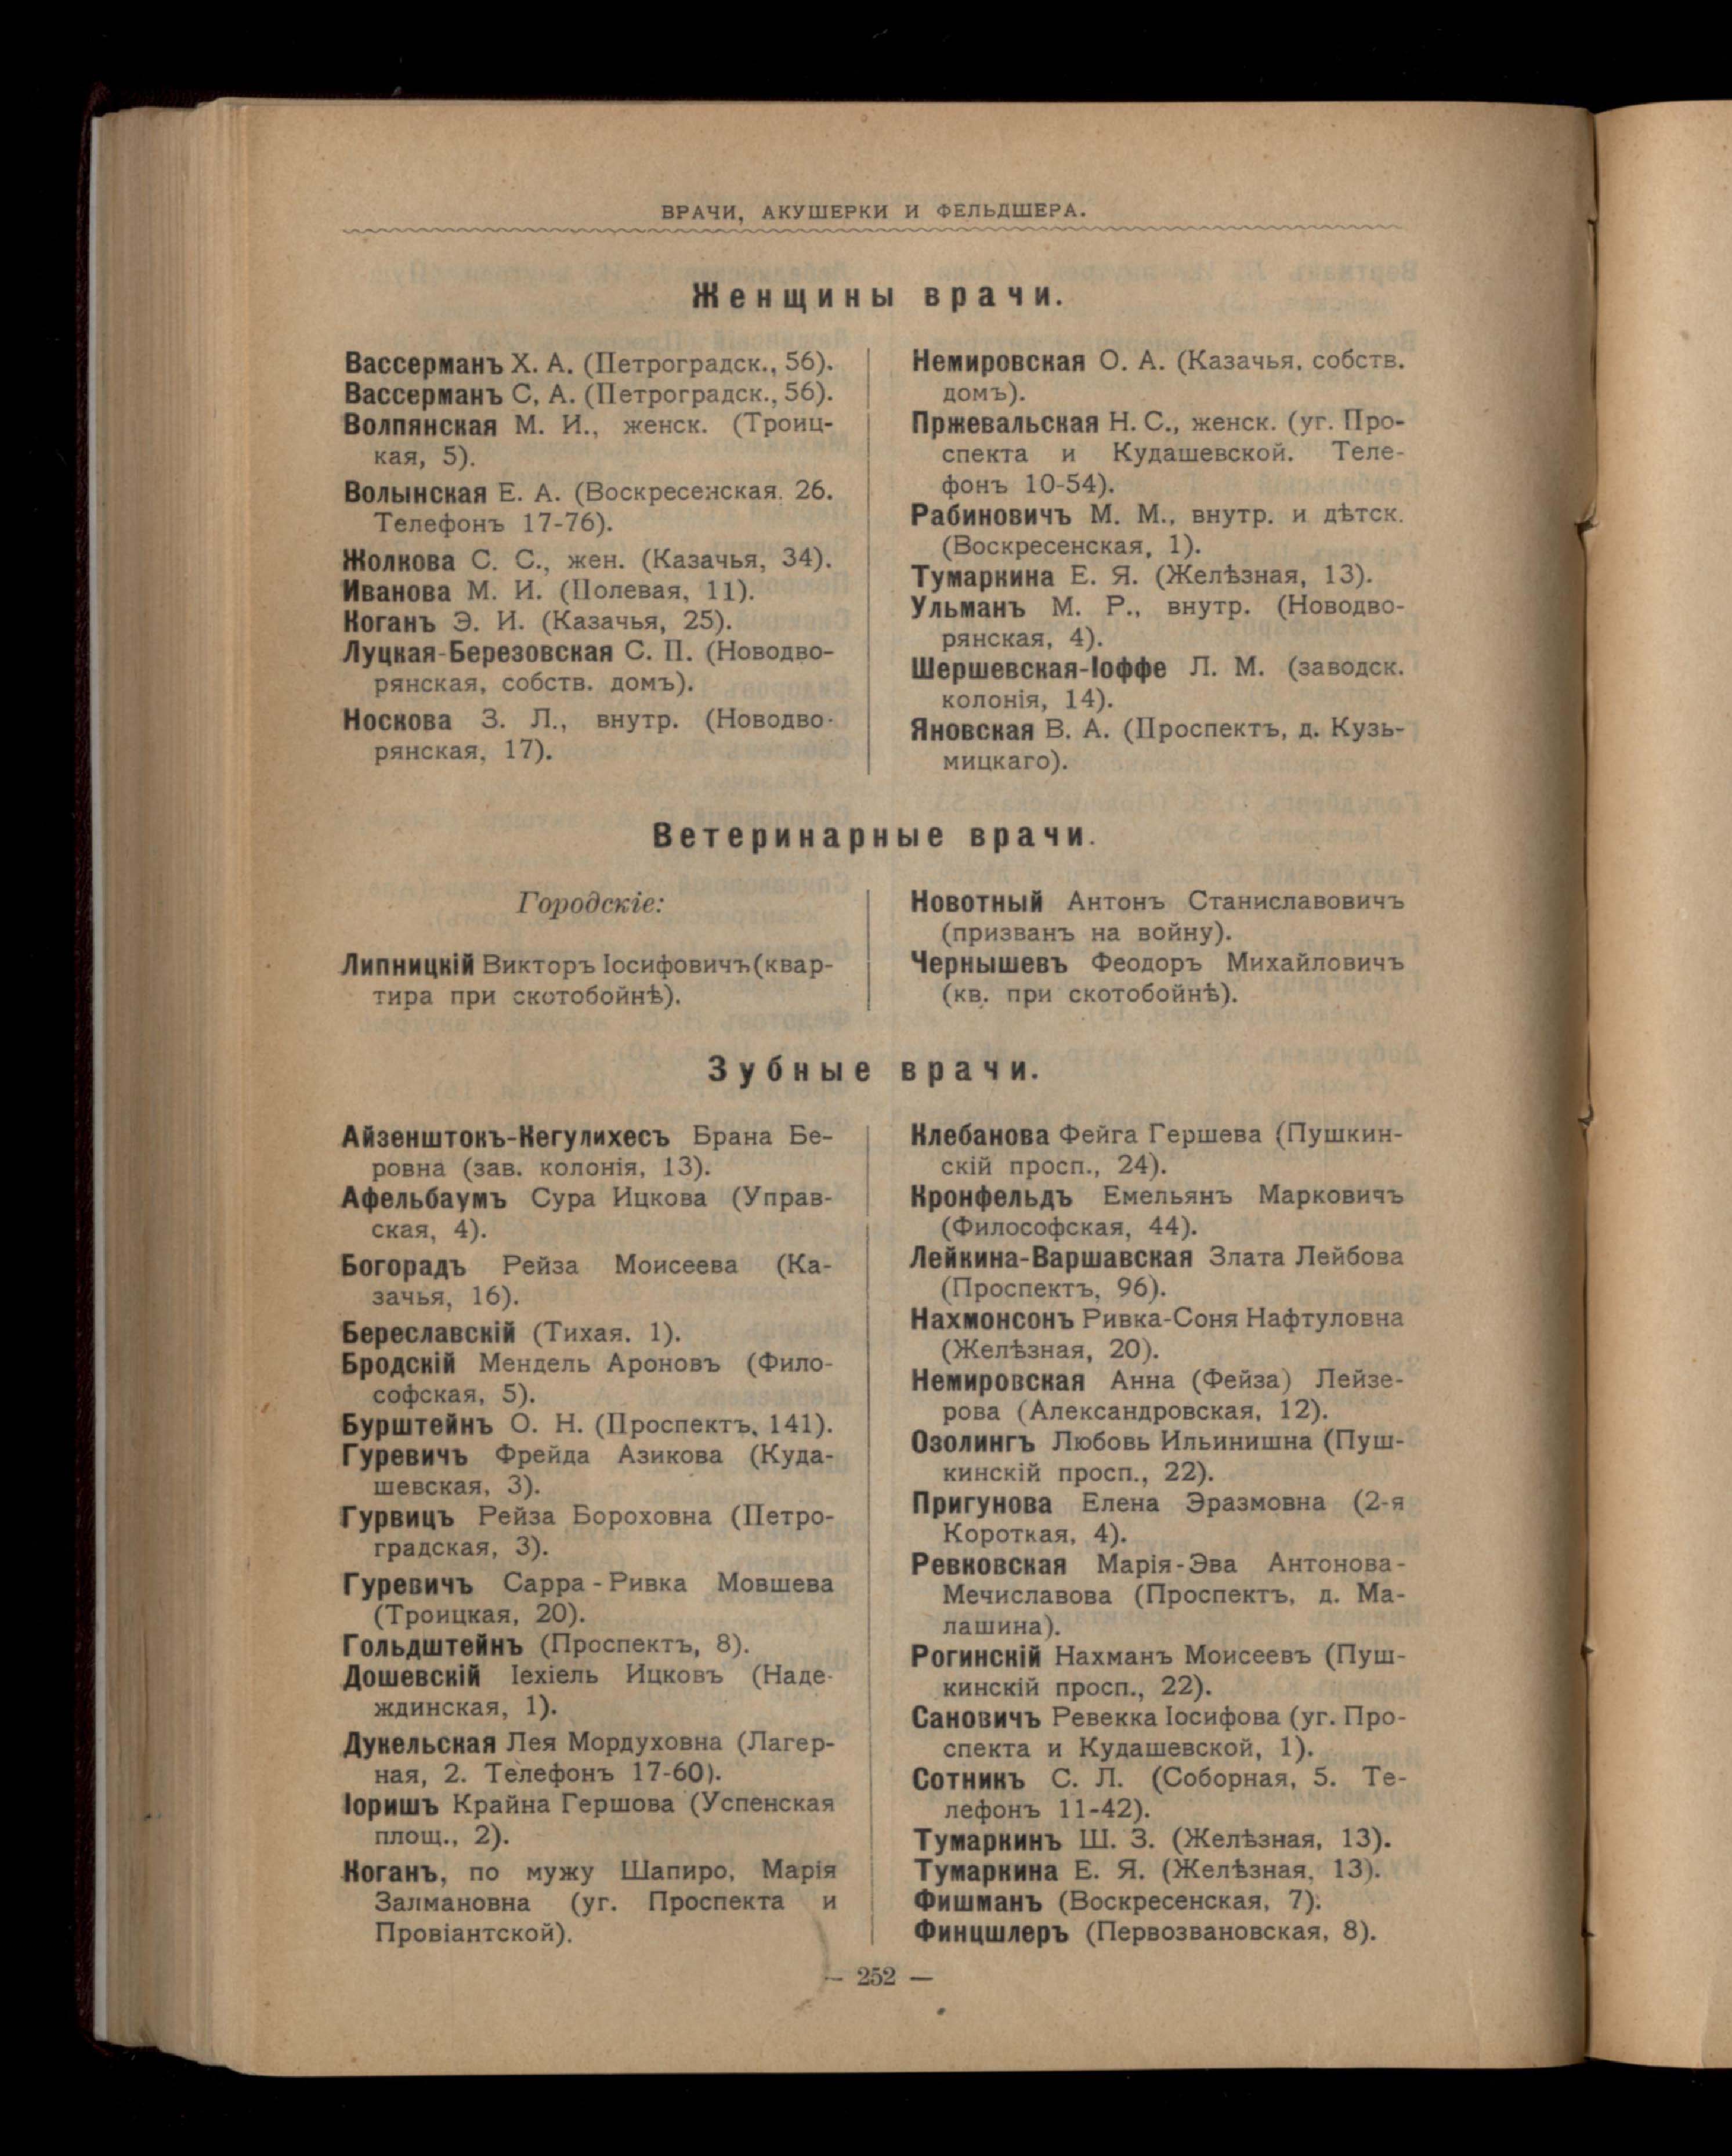 ВРАЧИ, АКУШЕРКИ И ФЕЛЬДШЕРА.
Женщины врачи.
Вассерманъ Х. А. (Петроградск., 56).
Вассерманъ С, А. (Петроградск., 56).
Волпянская М. И., женск. (Троиц-
кая, 5).
Волынская Е. А. (Воскресенская. 26.
Телефонъ 17-76).
Жолкова С. С., жен. (Казачья, 34).
Иванова М. И. (Полевая, 11).
Коганъ Э. И. (Казачья, 25).
Луцкая-Березовская С. П. (Новодво-
рянская, собств. домъ).
Носкова З. Л., внутр. (Новодво-
рянская, 17).
Немировская О. А. (Казачья. собств.
домъ).
Пржевальская Н. С., женск. (уг. Про-
спекта и Кудашевской. Теле-
фонъ 10-54).
Рабиновичъ М. М., внутр. и дѣтск.
(Воскресенская, 1).
Тумаркина Е. Я. (Желѣзная, 13).
Ульманъ М. Р., внутр. (Новодво-
рянская, 4).
Шершевская-Іоффе Л. М. (заводск.
колонія, 14).
Яновская В. А. (Проспектъ, д. Кузь-
мицкаго).
Ветеринарные врачи.
Городскіе:
Липницкій Викторъ Іосифовичъ(квар-
тира при скотобойнѣ).
Новотный Антонъ Станиславовичъ
(призванъ на войну).
Чернышевъ Феодоръ Михайловичъ
(кв. при скотобойнѣ).
Зубные врачи.
Айзенштокъ-Кегулихесъ Брана Бе-
ровна (зав. колонія, 13).
Афельбаумъ Сура Ицкова (Управ-
ская, 4).
Богорадъ Рейза Моисеева (Ка-
зачья, 16).
Береславскій (Тихая. 1).
Бродскій Мендель Ароновъ (Фило-
софская, 5).
Бурштейнъ О. Н. (Проспектъ, 141).
Гуревичъ Фрейда Азикова (Куда-
шевская, 3).
Гурвицъ Рейза Бороховна (Петро-
градская, 3).
Гуревичъ Сарра-Ривка Мовшева
(Троицкая, 20).
Гольдштейнъ (Проспектъ, 8).
Дошевскій Іехіель Ицковъ (Наде-
ждинская, 1).
Дукельская Лея Мордуховна (Лагер-
ная, 2. Телефонъ 17-60).
Іоришъ Крайна Гершова (Успенская
площ., 2).
Коганъ, по мужу Шапиро, Марія
Залмановна (уг. Проспекта и
Провіантской).
Клебанова Фейга Гершева (Пушкин-
скій просп., 24).
Кронфельдъ Емельянъ Марковичъ
(Философская, 44).
Лейкина-Варшавская Злата Лейбова
(Проспектъ, 96).
Нахмонсонъ Ривка-Соня Нафтуловна
(Желѣзная, 20).
Немировская Анна (Фейза) Лейзе-
рова (Александровская, 12).
Озолингъ Любовь Ильинишна (Пуш-
кинскій просп., 22).
Пригунова Елена Эразмовна (2-я
Короткая, 4).
Ревковская Марія-Эва Антонова-
Мечиславова (Проспектъ, д. Ма-
лашина).
Рогинскій Нахманъ Моисеевъ (Пуш-
кинскій просп., 22).
Сановичъ Ревекка Іосифова (уг. Про-
спекта и Кудашевской, 1).
Сотникъ С. Л. (Соборная, 5. Те-
лефонъ 11-42).
Тумаркинъ Ш. З. (Желѣзная, 13).
Тумаркина Е. Я. (Желѣзная, 13).
Фишманъ (Воскресенская, 7).
Финцшлеръ (Первозвановская, 8).
— 252 —